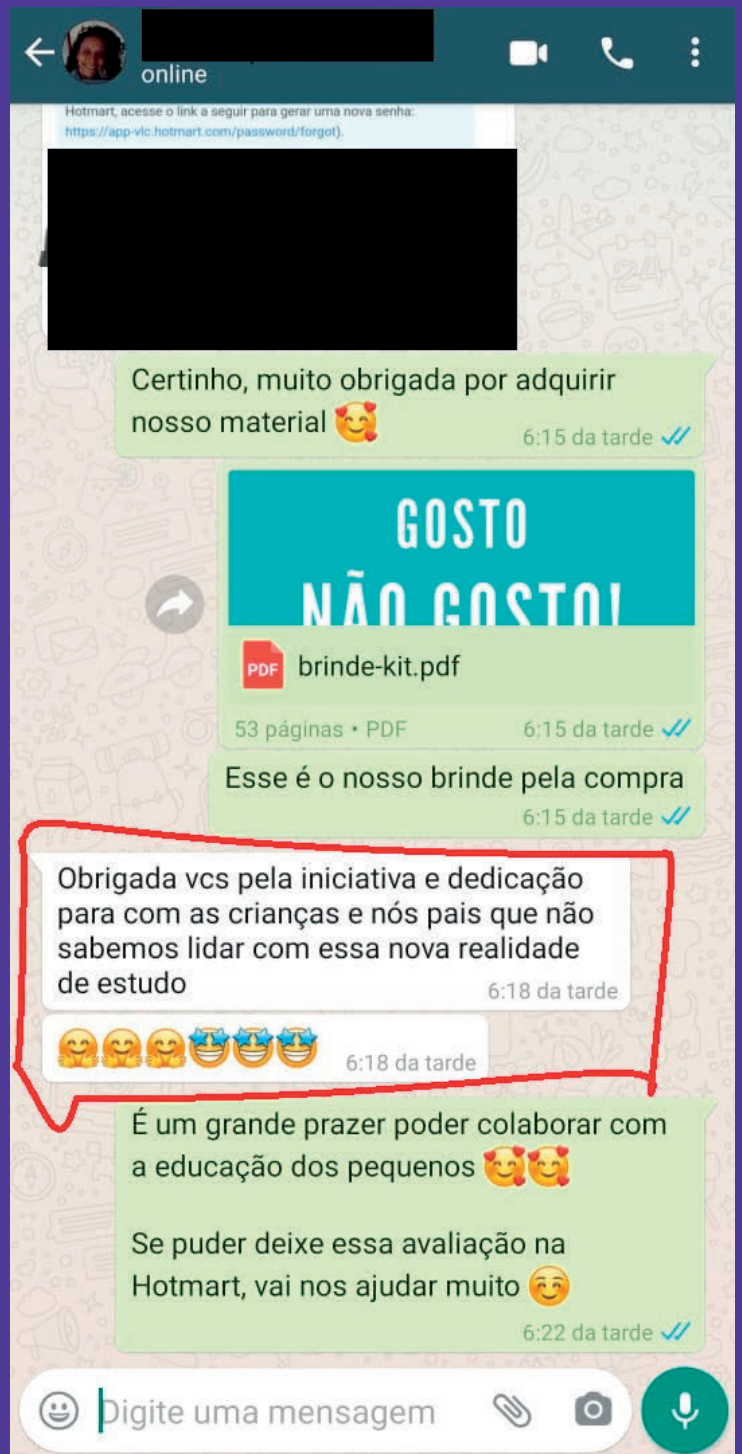 online
Hotmart, acesse o link a seguir para gerar uma nova senha:
https://app-vlc.hotmart.com/password/forgot).
Certinho, muito obrigada por adquirir
nosso material
6:15 da tarde
GOSTO
NÃO GOSTO!
PDF
brinde-kit.pdf
53 páginas • PDF
6:15 da tarde
Esse é o nosso brinde pela compra
6:15 da tarde
Obrigada vcs pela iniciativa e dedicação
para com as crianças e nós pais que não
sabemos lidar com essa nova realidade
de estudo
6:18 da tarde
6:18 da tarde
É um grande prazer poder colaborar com
a educação dos pequenos
Se puder deixe essa avaliação na
Hotmart, vai nos ajudar muito
6:22 da tarde
Digite uma mensagem